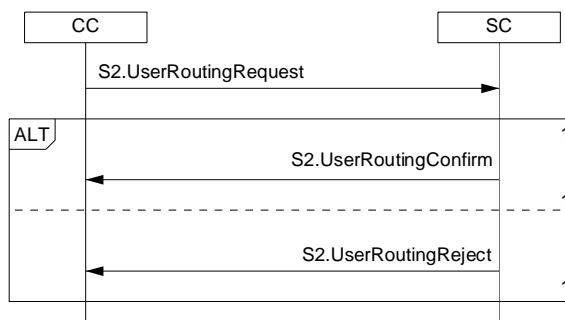 CC
SC
S2.UserRoutingRequest
ALT
S2.UserRoutingConfirm
S2.UserRoutingReject